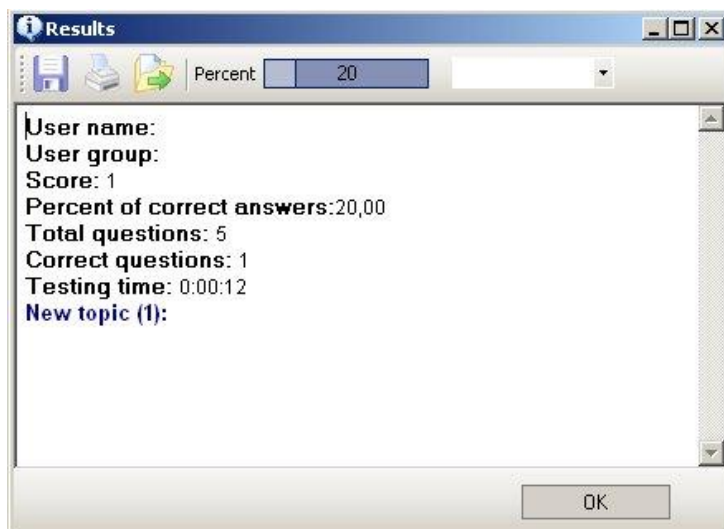 Results
Percent 20
User name:
User group:
Score: 1
Percent of correct answers:20,00
Total questions: 5
Correct questions: 1
Testing time: 0:00:12
New topic (1):
OK